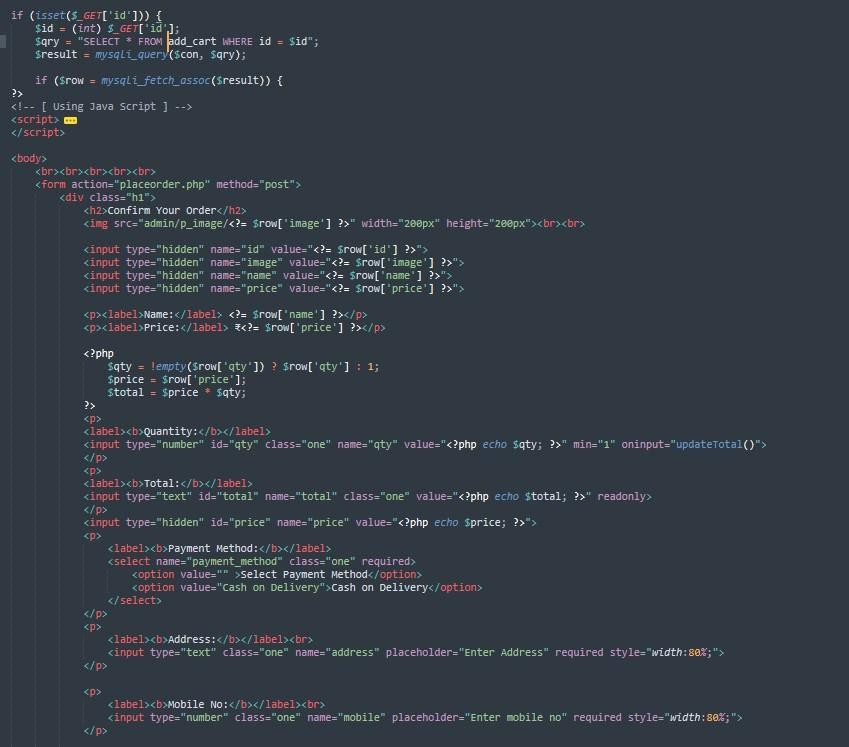 if (isset($_GET['id'])) {
$id = (int) $_GET['id'];
$qry = "SELECT * FROM add_cart WHERE id = $id";
$result = mysqli_query($con, $qry);
if ($row = mysqli_fetch_assoc($result)) {
?>
<!-- [ Using Java Script ] -->
<script>
</script>
<body>
<br><br><br><br><br>
<form action="placeorder.php" method="post">
<div class="h1">
<h2>Confirm Your Order</h2>
<img src="admin/p_image/<?= $row['image'] ?>" width="200px" height="200px"><br><br>
<input type="hidden" name="id" value="<?= $row['id'] ?>">
<input type="hidden" name="image" value="<?= $row['image'] ?>">
<input type="hidden" name="name" value="<?= $row['name'] ?>">
<input type="hidden" name="price" value="<?= $row['price'] ?>">
<p><label>Name:</label> <?= $row['name'] ?></p>
<p><label>Price:</label> ₹<?= $row['price'] ?></p>
<?php
$qty = !empty($row['qty']) ? $row['qty'] : 1;
$price = $row['price'];
$total = $price * $qty;
?>
<p>
<label><b>Quantity:</b></label>
<input type="number" id="qty" class="one" name="qty" value="<?php echo $qty; ?>" min="1" oninput="updateTotal()">
</p>
<p>
<label><b>Total:</b></label>
<input type="text" id="total" name="total" class="one" value="<?php echo $total; ?>" readonly>
</p>
<input type="hidden" id="price" name="price" value="<?php echo $price; ?>">
<p>
<label><b>Payment Method:</b></label>
<select name="payment_method" class="one" required>
<option value="" >Select Payment Method</option>
<option value="Cash on Delivery">Cash on Delivery</option>
</select>
</p>
<p>
<label><b>Address:</b></label><br>
<input type="text" class="one" name="address" placeholder="Enter Address" required style="width:80%;">
</p>
<p>
<label><b>Mobile No:</b></label><br>
<input type="number" class="one" name="mobile" placeholder="Enter mobile no" required style="width:80%;">
</p>